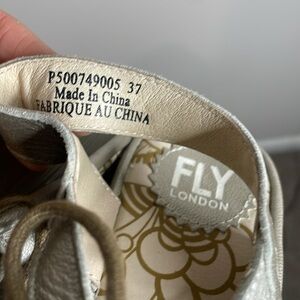 P500749005 37
Made In China
FABRIQUE AU CHINA
FLY
LONDON